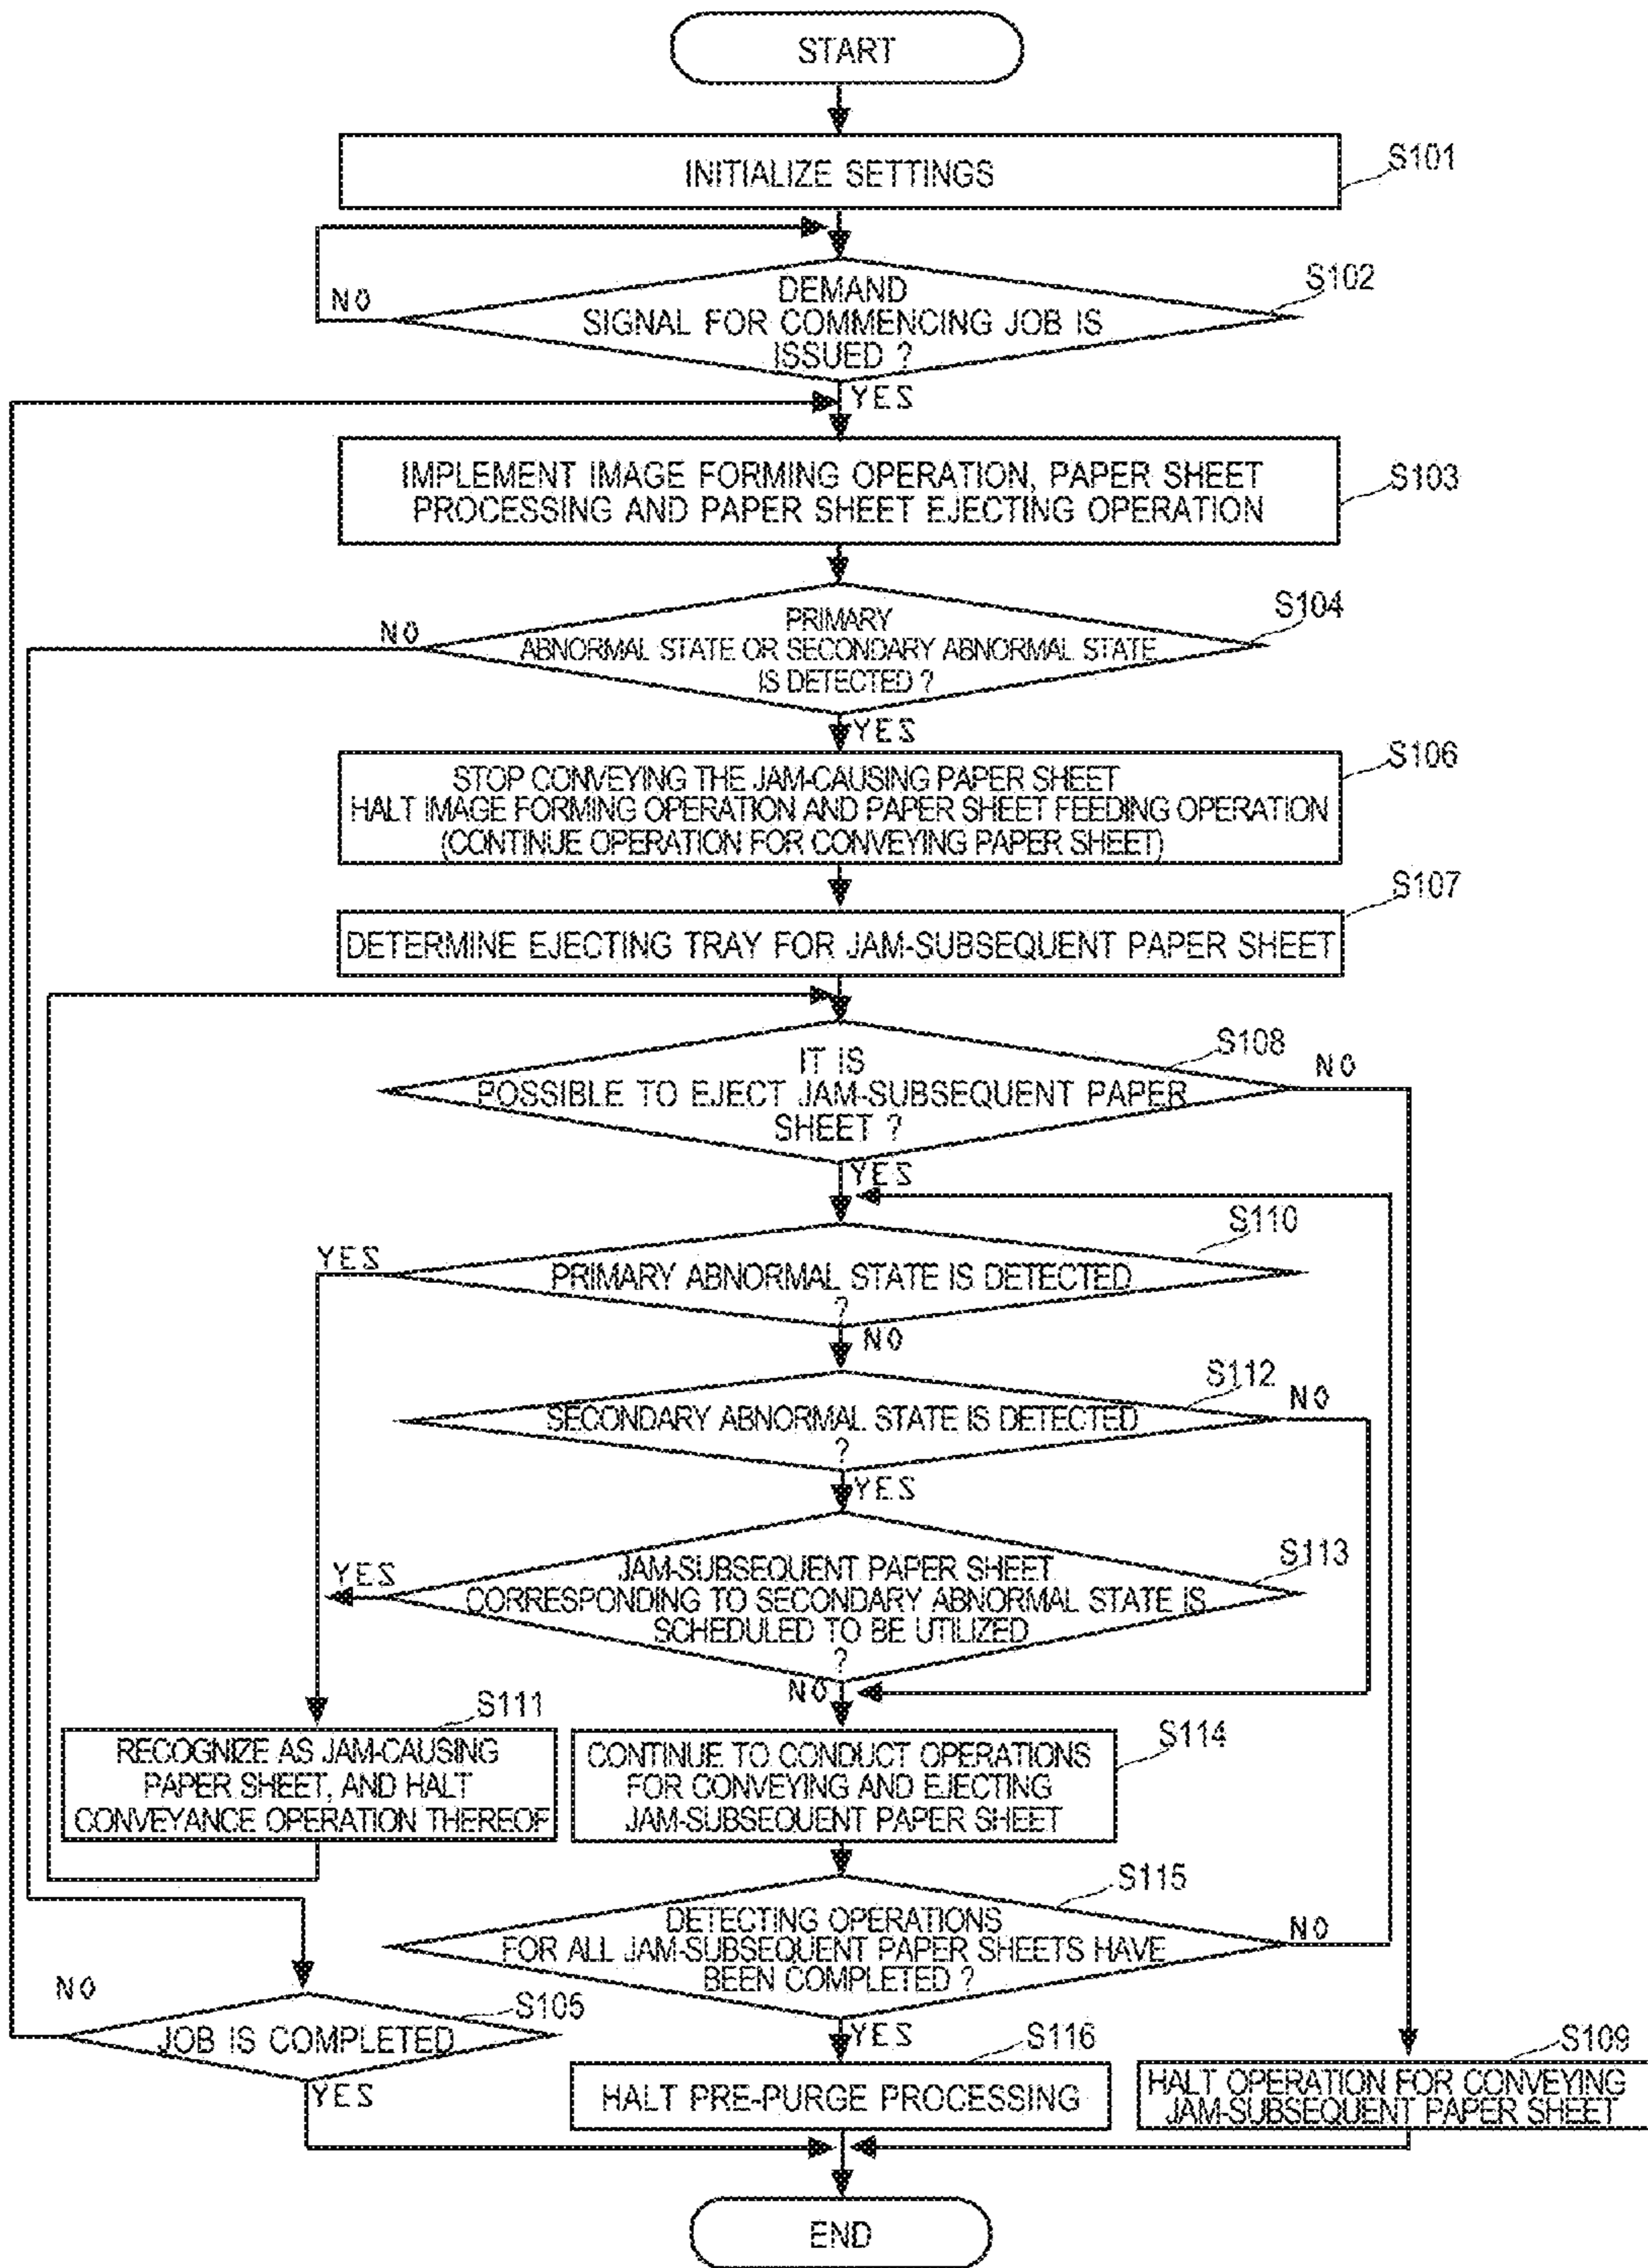 START
INITIALIZE SETTINGS
S101
NO
DEMAND
SIGNAL FOR COMMENCING JOB IS
ISSUED ?
S102
YES
IMPLEMENT IMAGE FORMING OPERATION, PAPER SHEET
PROCESSING AND PAPER SHEET EJECTING OPERATION
S103
NO
PRIMARY
ABNORMAL STATE OR SECONDARY ABNORMAL STATE
IS DETECTED ?
S104
YES
STOP CONVEYING THE JAM-CAUSING PAPER SHEET
HALT IMAGE FORMING OPERATION AND PAPER SHEET FEEDING OPERATION
(CONTINUE OPERATION FOR CONVEYING PAPER SHEET)
S106
DETERMINE EJECTING TRAY FOR JAM-SUBSEQUENT PAPER SHEET
S107
IT IS
POSSIBLE TO EJECT JAM-SUBSEQUENT PAPER
SHEET ?
S108
NO
YES
YES
PRIMARY ABNORMAL STATE IS DETECTED
?
S110
NO
SECONDARY ABNORMAL STATE IS DETECTED
?
S112
NO
YES
YES
JAM-SUBSEQUENT PAPER SHEET
CORRESPONDING TO SECONDARY ABNORMAL STATE IS
SCHEDULED TO BE UTILIZED
?
S113
NO
S111
RECOGNIZE AS JAM-CAUSING
PAPER SHEET, AND HALT
CONVEYANCE OPERATION THEREOF
CONTINUE TO CONDUCT OPERATIONS
FOR CONVEYING AND EJECTING
JAM-SUBSEQUENT PAPER SHEET
S114
DETECTING OPERATIONS
FOR ALL JAM-SUBSEQUENT PAPER SHEETS HAVE
BEEN COMPLETED ?
S115
NO
YES
NO
JOB IS COMPLETED
S105
YES
HALT PRE-PURGE PROCESSING
S116
HALT OPERATION FOR CONVEYING
JAM-SUBSEQUENT PAPER SHEET
S109
END